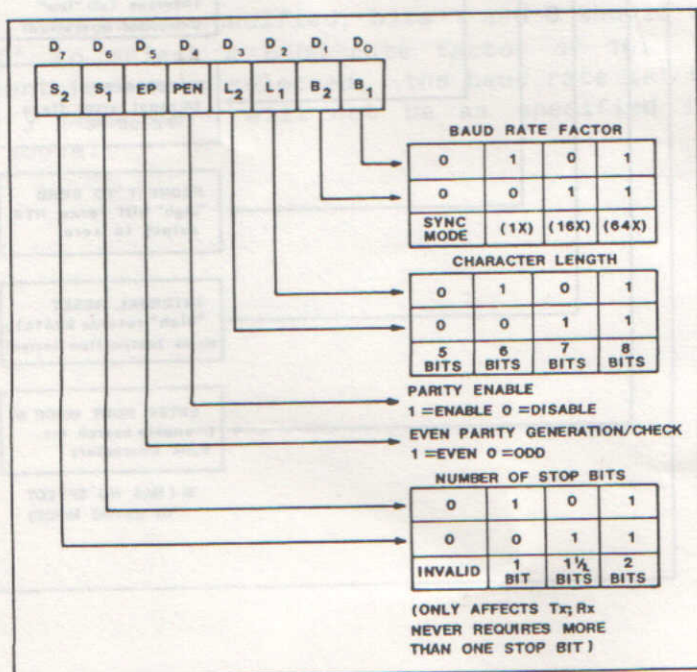 D7 D6 D5 D4 D3 D2 D1 D0
S2 S1 EP PEN L2 L1 B2 B1
BAUD RATE FACTOR
0 1 0 1
0 0 1 1
SYNC MODE (1X) (16X) (64X)
CHARACTER LENGTH
0 1 0 1
0 0 1 1
5 BITS 6 BITS 7 BITS 8 BITS
PARITY ENABLE
1 =ENABLE 0 =DISABLE
EVEN PARITY GENERATION/CHECK
1 =EVEN 0 =ODD
NUMBER OF STOP BITS
0 1 0 1
0 0 1 1
INVALID 1 BIT 1½ BITS 2 BITS
(ONLY AFFECTS Tx; Rx
NEVER REQUIRES MORE
THAN ONE STOP BIT)